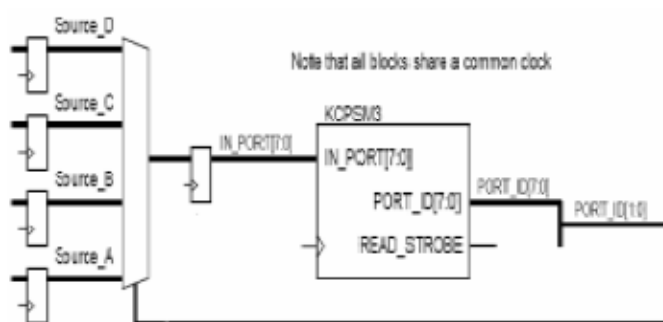 Source_D
Note that all blocks share a common clock
Source_C
KCPSM3
IN_PORT[7:0]
IN_PORT[7:0]
Source_B
PORT_ID[7:0]
PORT_ID[7:0]
PORT_ID[1:0]
READ_STROBE
Source_A